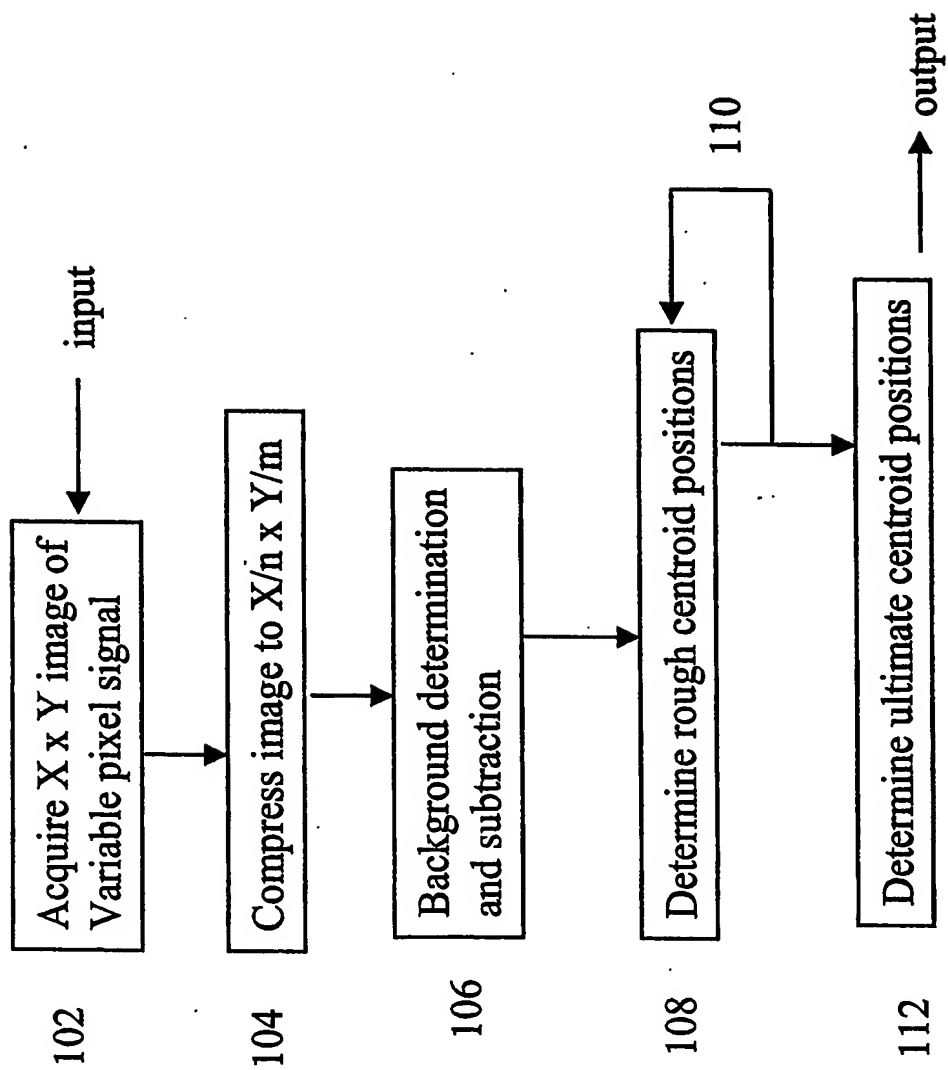 input
102
Acquire X x Y image of
Variable pixel signal
104
Compress image to X/n x Y/m
106
Background determination
and subtraction
108
Determine rough centroid positions
110
112
Determine ultimate centroid positions
output